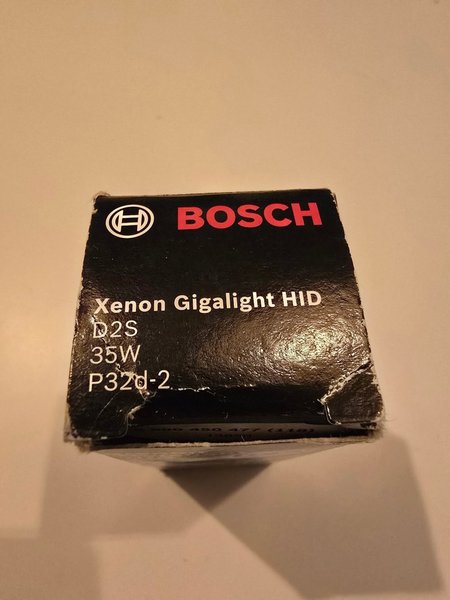 BOSCH
Xenon Gigalight HID
D2S
35W
P32d-2